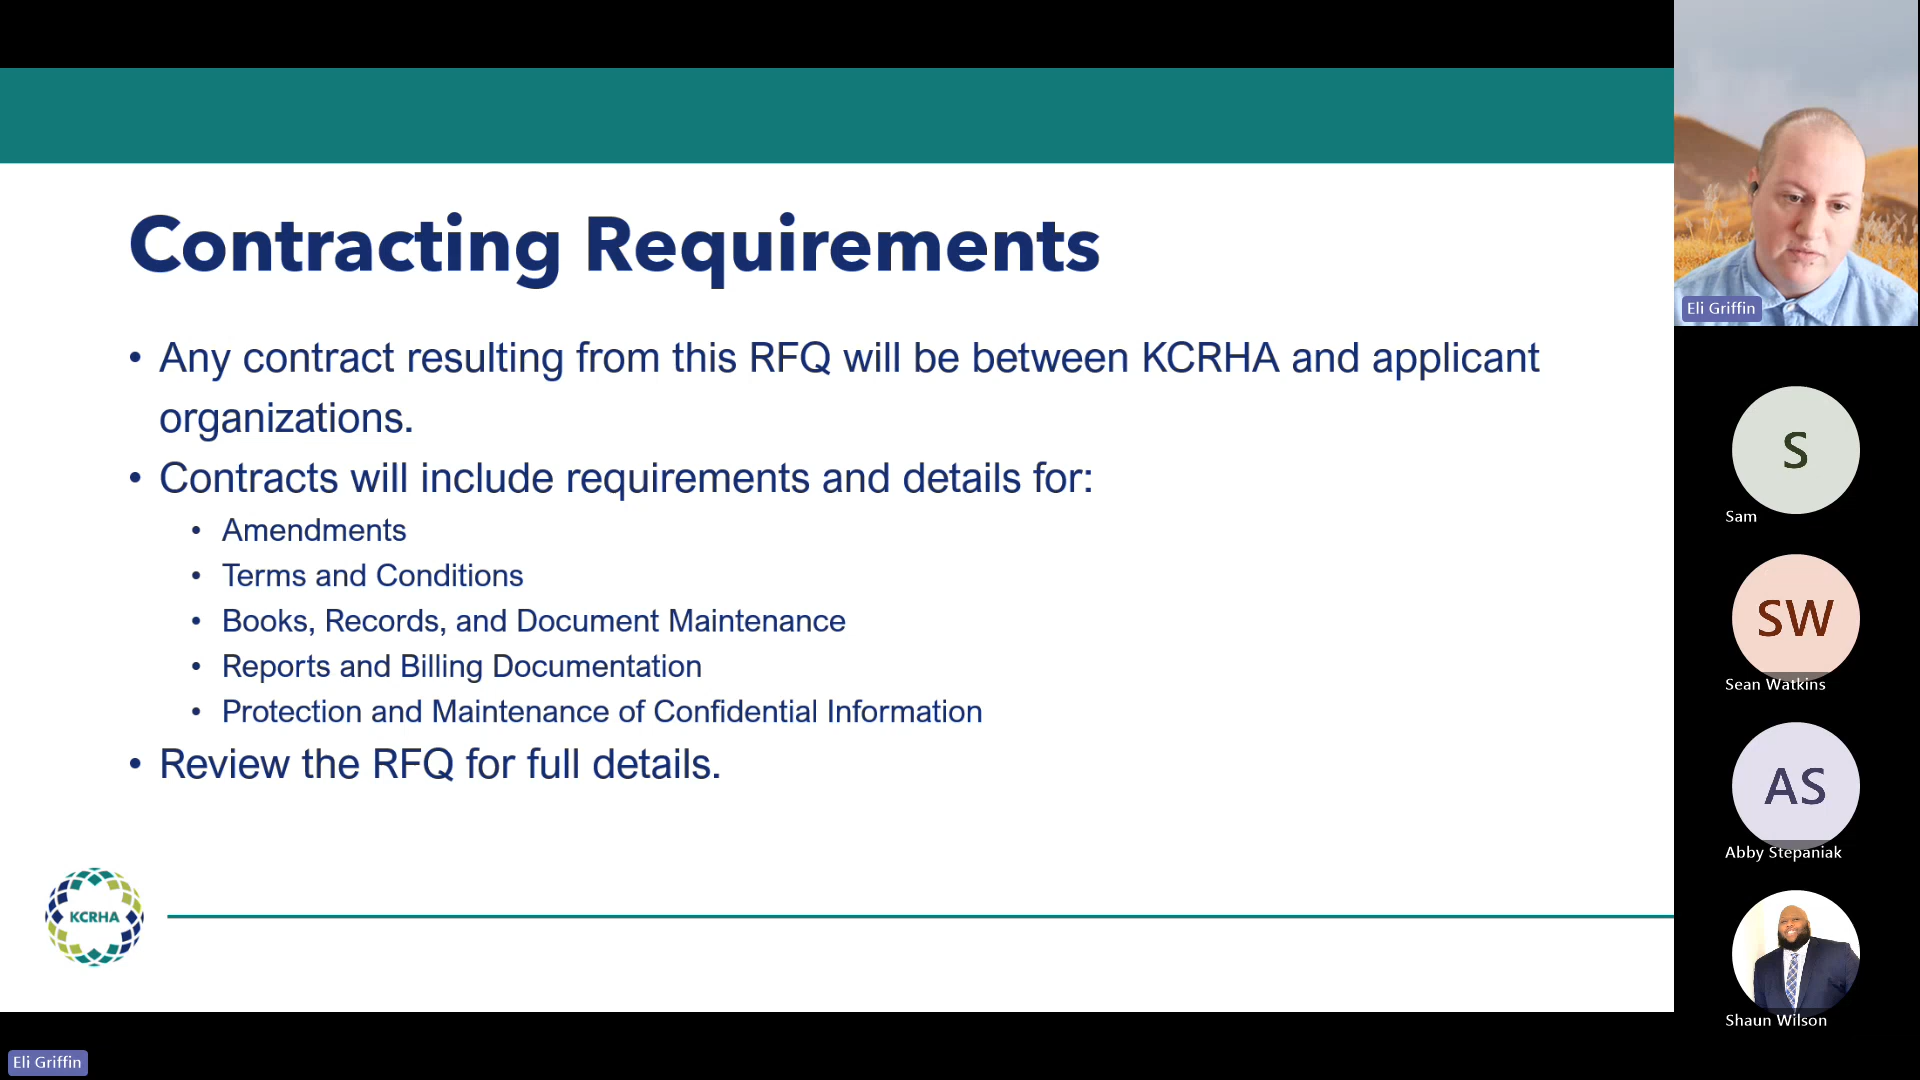 Contracting Requirements
• Any contract resulting from this RFQ will be between KCRHA and applicant
organizations.
• Contracts will include requirements and details for:
• Amendments
• Terms and Conditions
• Books, Records, and Document Maintenance
• Reports and Billing Documentation
• Protection and Maintenance of Confidential Information
• Review the RFQ for full details.
KCRHA
Eli Griffin
Eli Griffin
S
Sam
SW
Sean Watkins
AS
Abby Stepaniak
Shaun Wilson